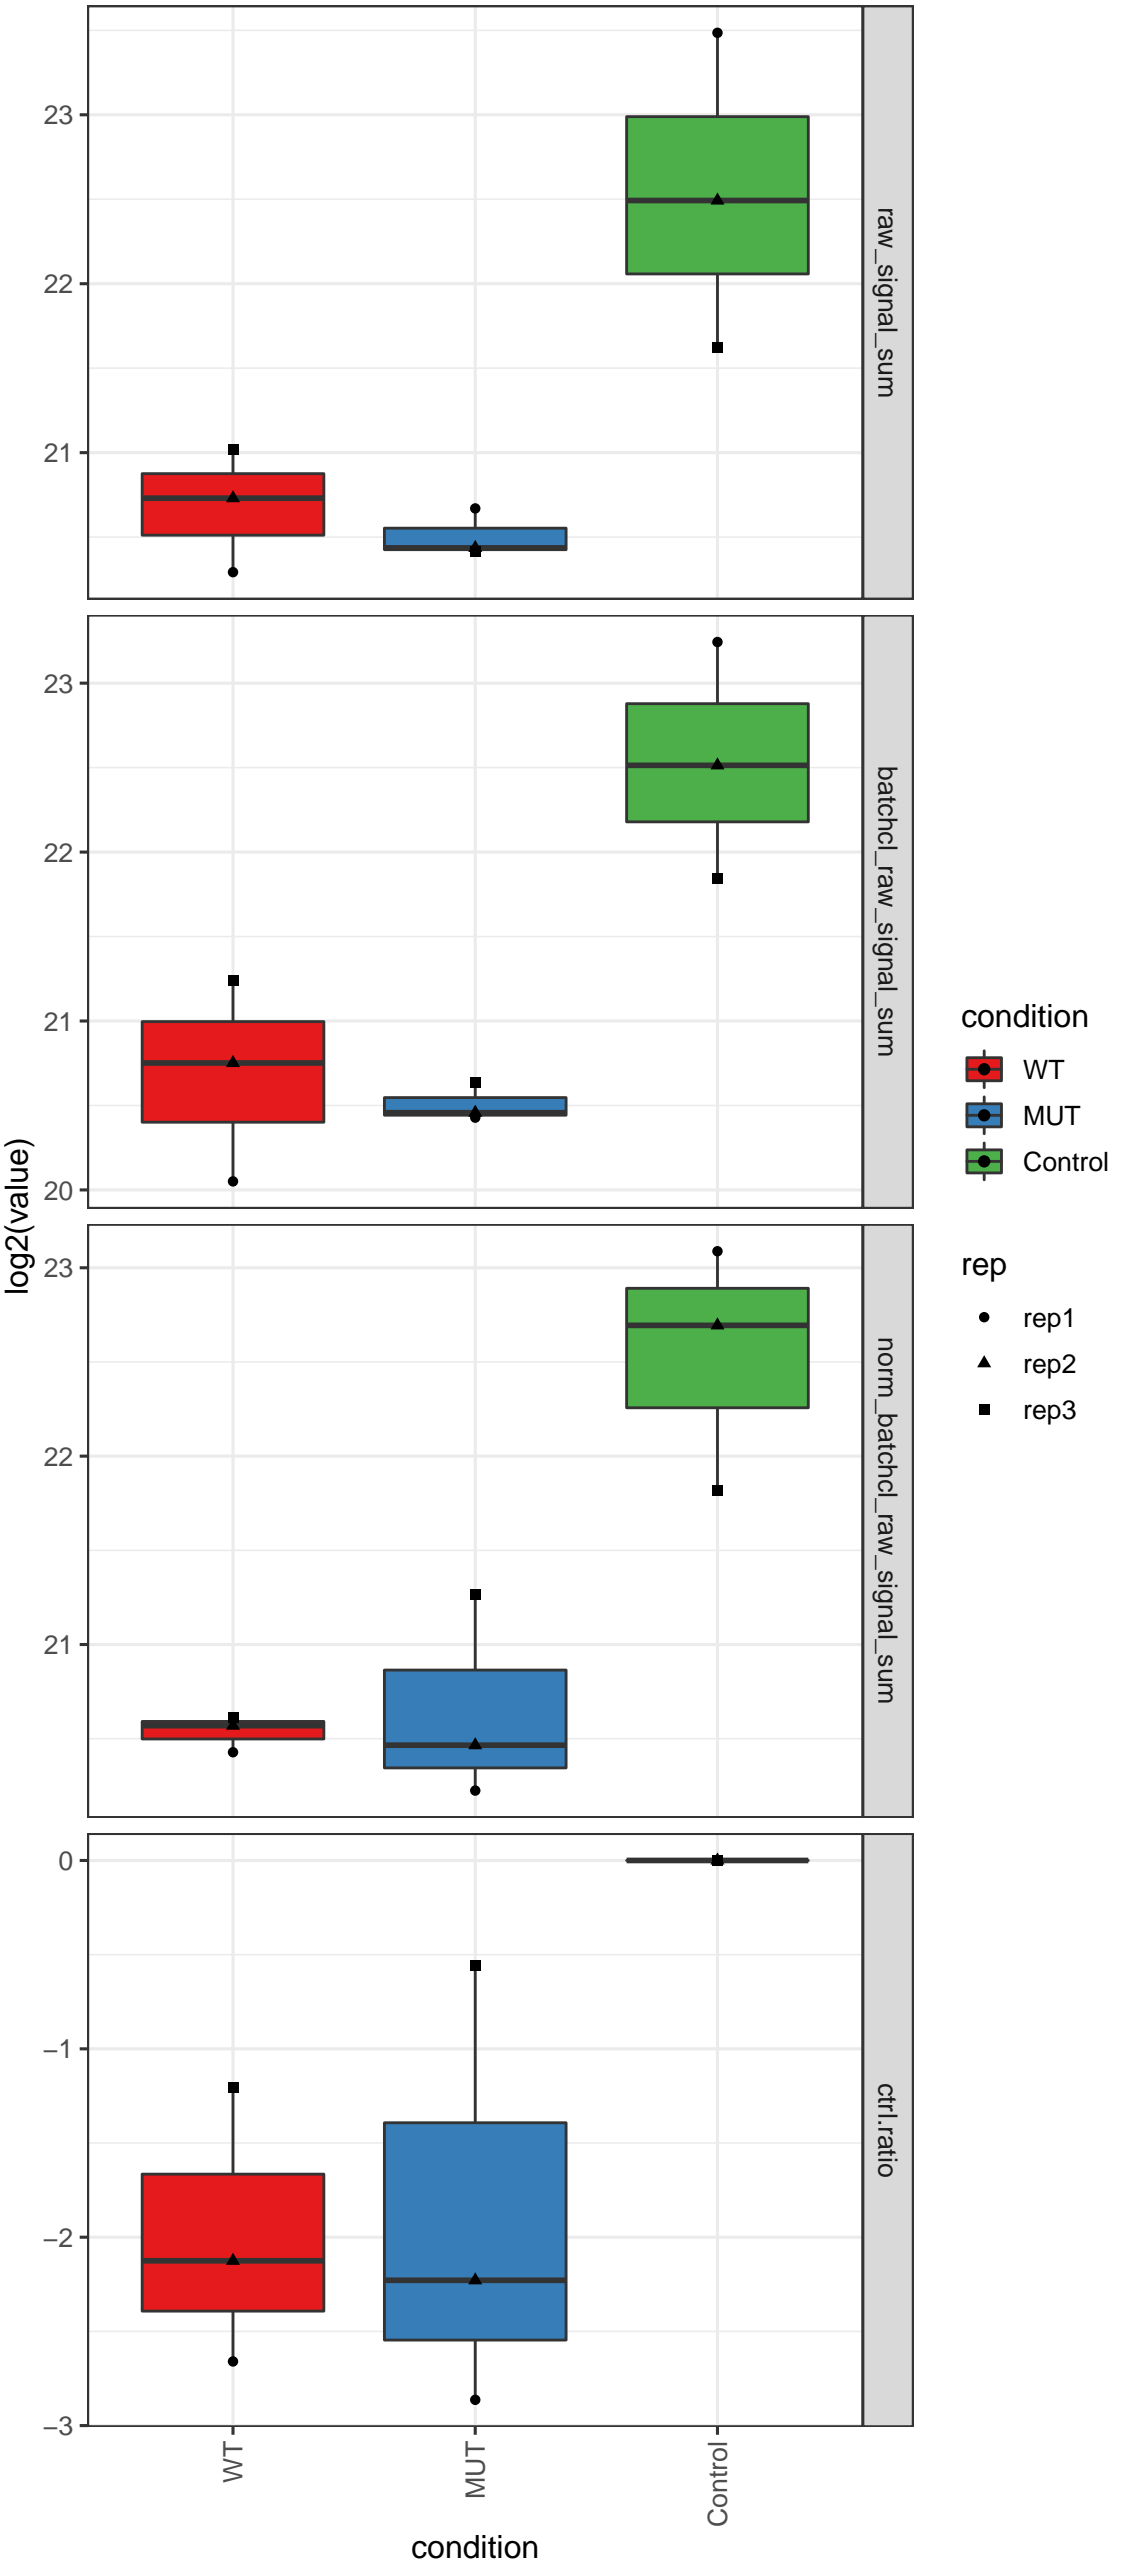 23
22
21
raw_signal_sum
23
22
21
20
batchcl_raw_signal_sum
23
22
21
norm_batchcl_raw_signal_sum
0
−1
−2
−3
ctrl.ratio
log2(value)
WT
MUT
Control
condition
condition
WT
MUT
Control
rep
rep1
rep2
rep3